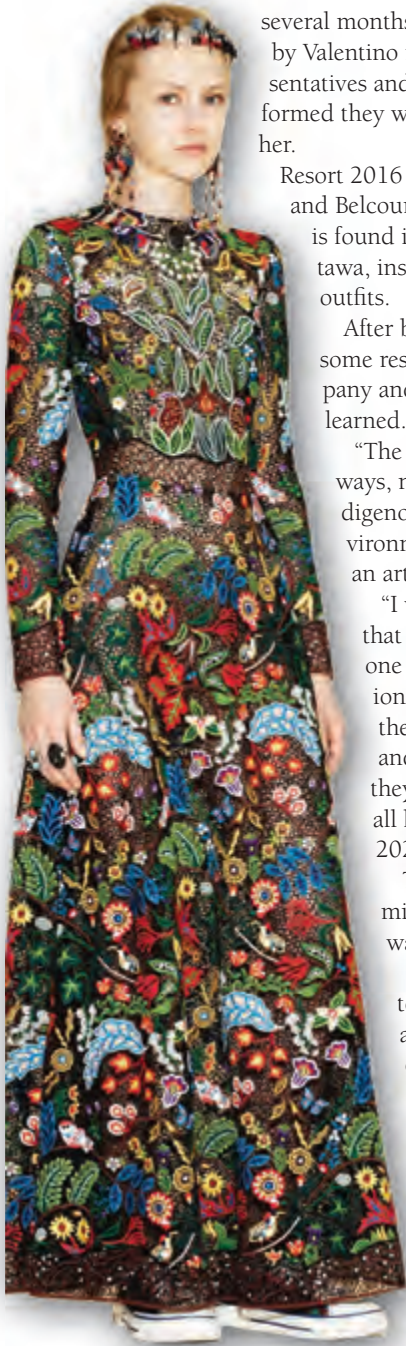 several months
by Valentino
sentatives and
formed they w
her.
Resort 2016
and Belcour
is found i
tawa, ins
outfits.
After b
some res
pany and
learned.
“The
ways, r
digeno
vironn
an art
“I
that
one
ion
the
and
they
all
202
T
mi
wa
t
a